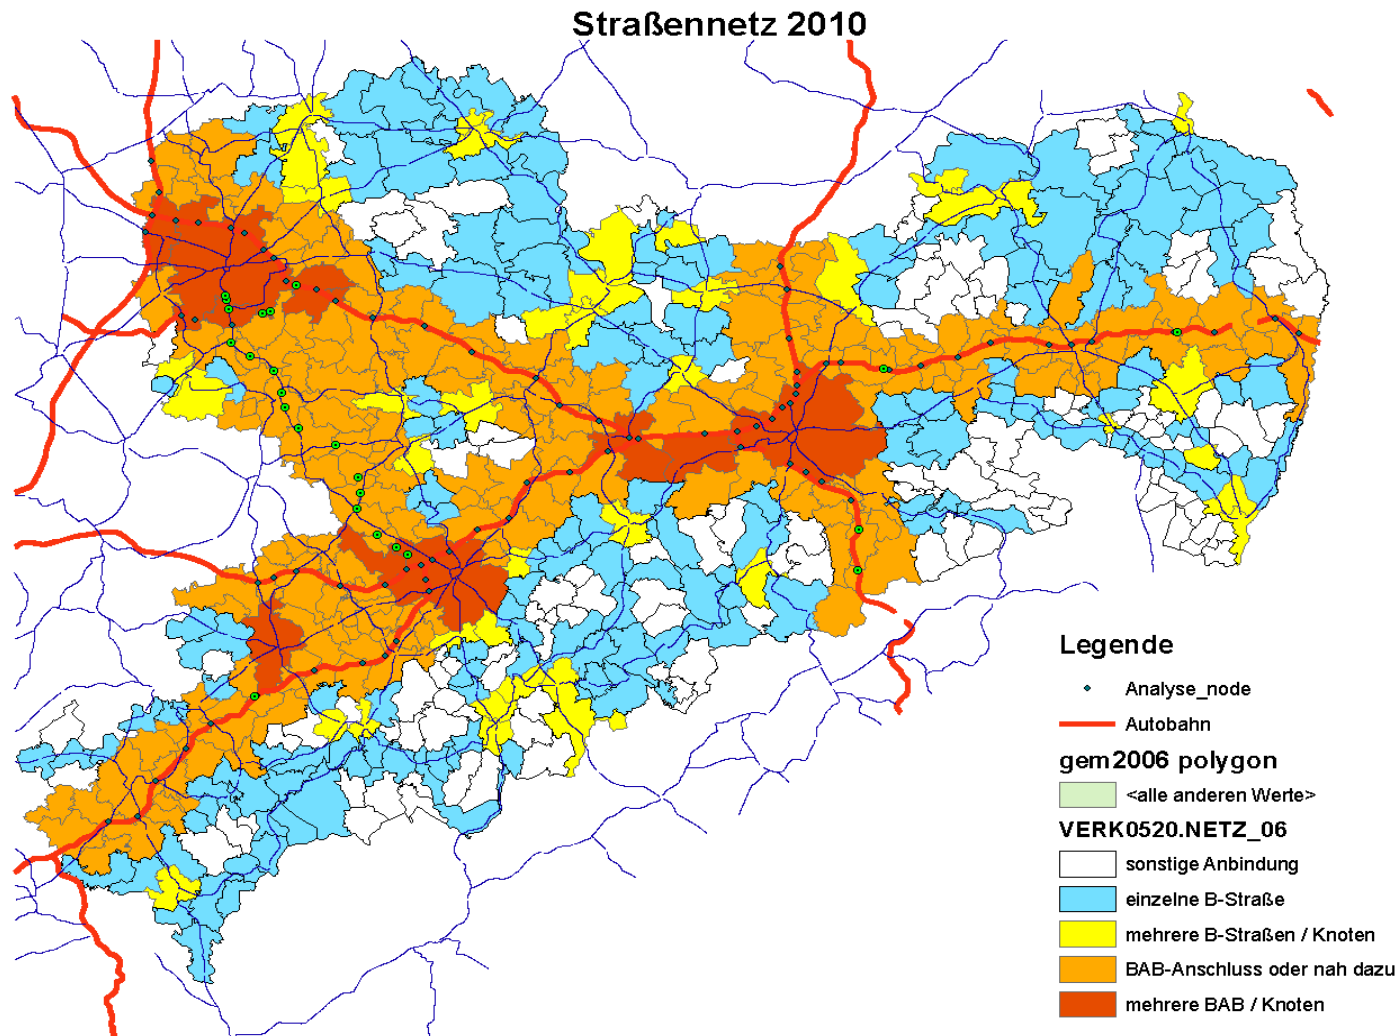 Straßennetz 2010
Legende
Analyse_node
Autobahn
gem2006 polygon
<alle anderen Werte>
VERK0520.NETZ_06
sonstige Anbindung
einzelne B-Straße
mehrere B-Straßen / Knoten
BAB-Anschluss oder nah dazu
mehrere BAB / Knoten